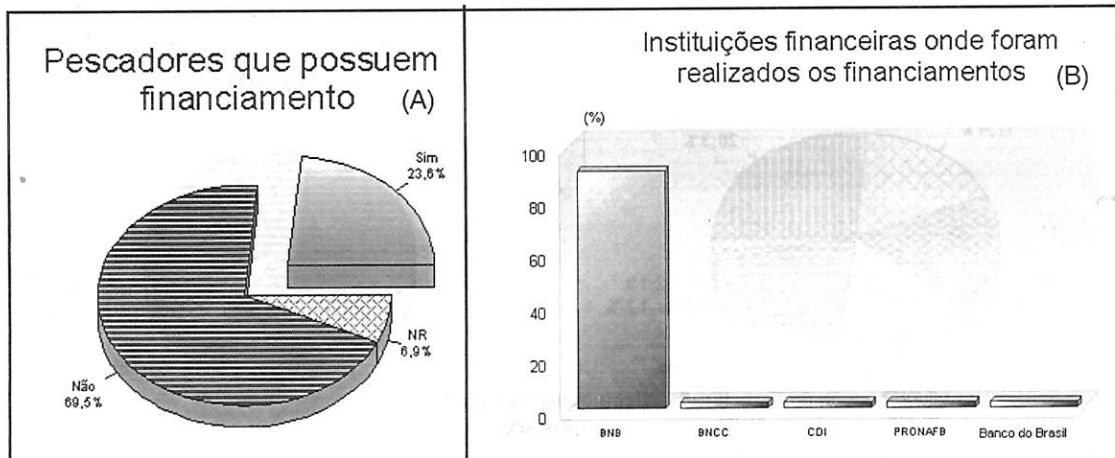 Pescadores que possuem
financiamento (A)
Sim
23,6%
NR
6,9%
Não
69,5%
Instituições financeiras onde foram
realizados os financiamentos (B)
(%)
100
80
60
40
20
0
BNB
BNCC
CDI
PRONAFB
Banco do Brasil